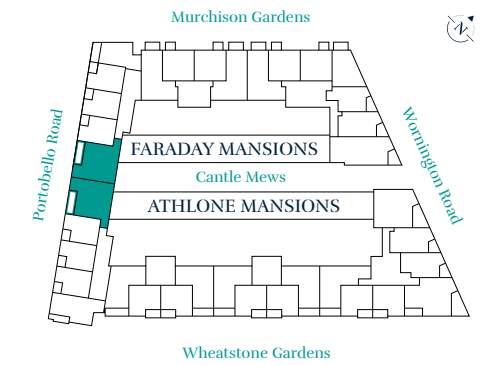 Murchison Gardens
N
Portobello Road
FARADAY MANSIONS
Cantle Mews
ATHLONE MANSIONS
Wornington Road
Wheatstone Gardens